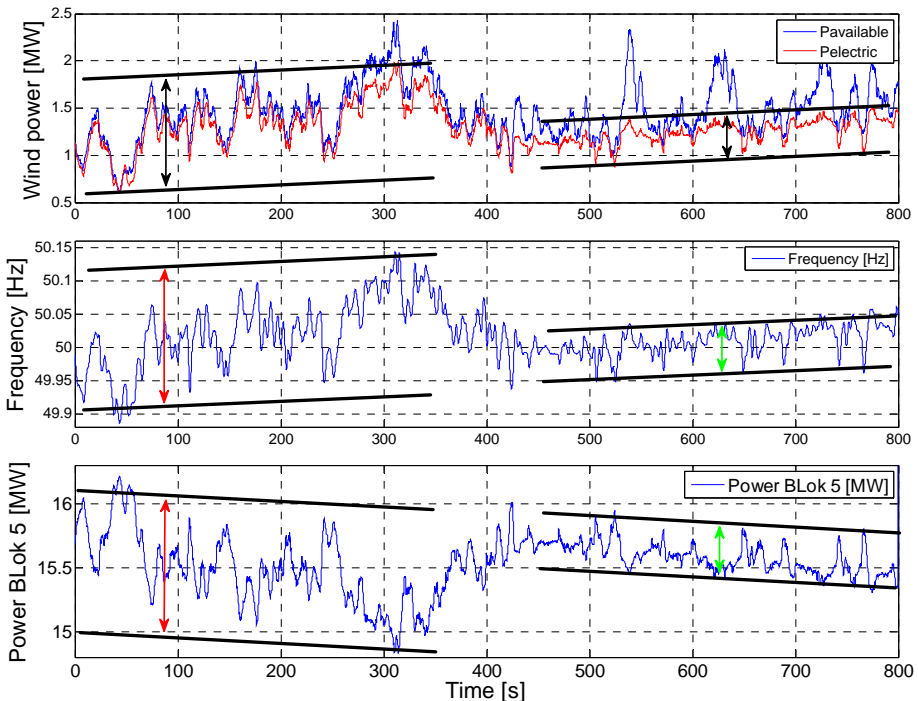 Wind power [MW]
2.5
2
1.5
1
0.5
0 100 200 300 400 500 600 700 800
Pavailable
Pelectric
Frequency [Hz]
50.15
50.1
50.05
50
49.95
49.9
0 100 200 300 400 500 600 700 800
Frequency [Hz]
Power BLok 5 [MW]
16
15.5
15
0 100 200 300 400 500 600 700 800
Power BLok 5 [MW]
Time [s]